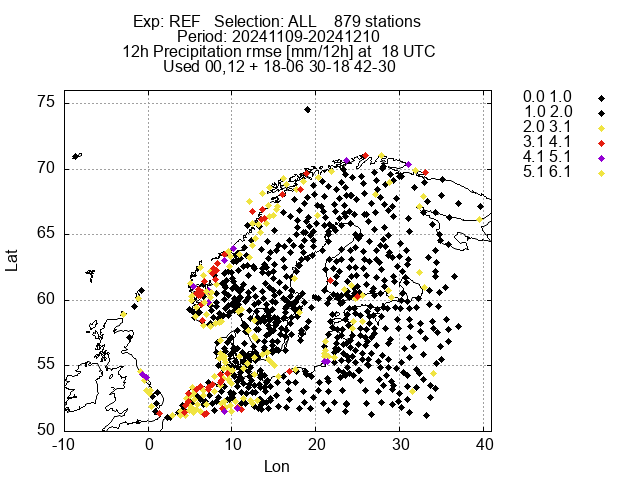 Exp: REF Selection: ALL 879 stations
Period: 20241109-20241210
12h Precipitation rmse [mm/12h] at 18 UTC
Used 00,12 + 18-06 30-18 42-30
0.0 1.0
1.0 2.0
2.0 3.1
3.1 4.1
4.1 5.1
5.1 6.1
75
70
65
60
55
50
Lat
-10 0 10 20 30 40
Lon